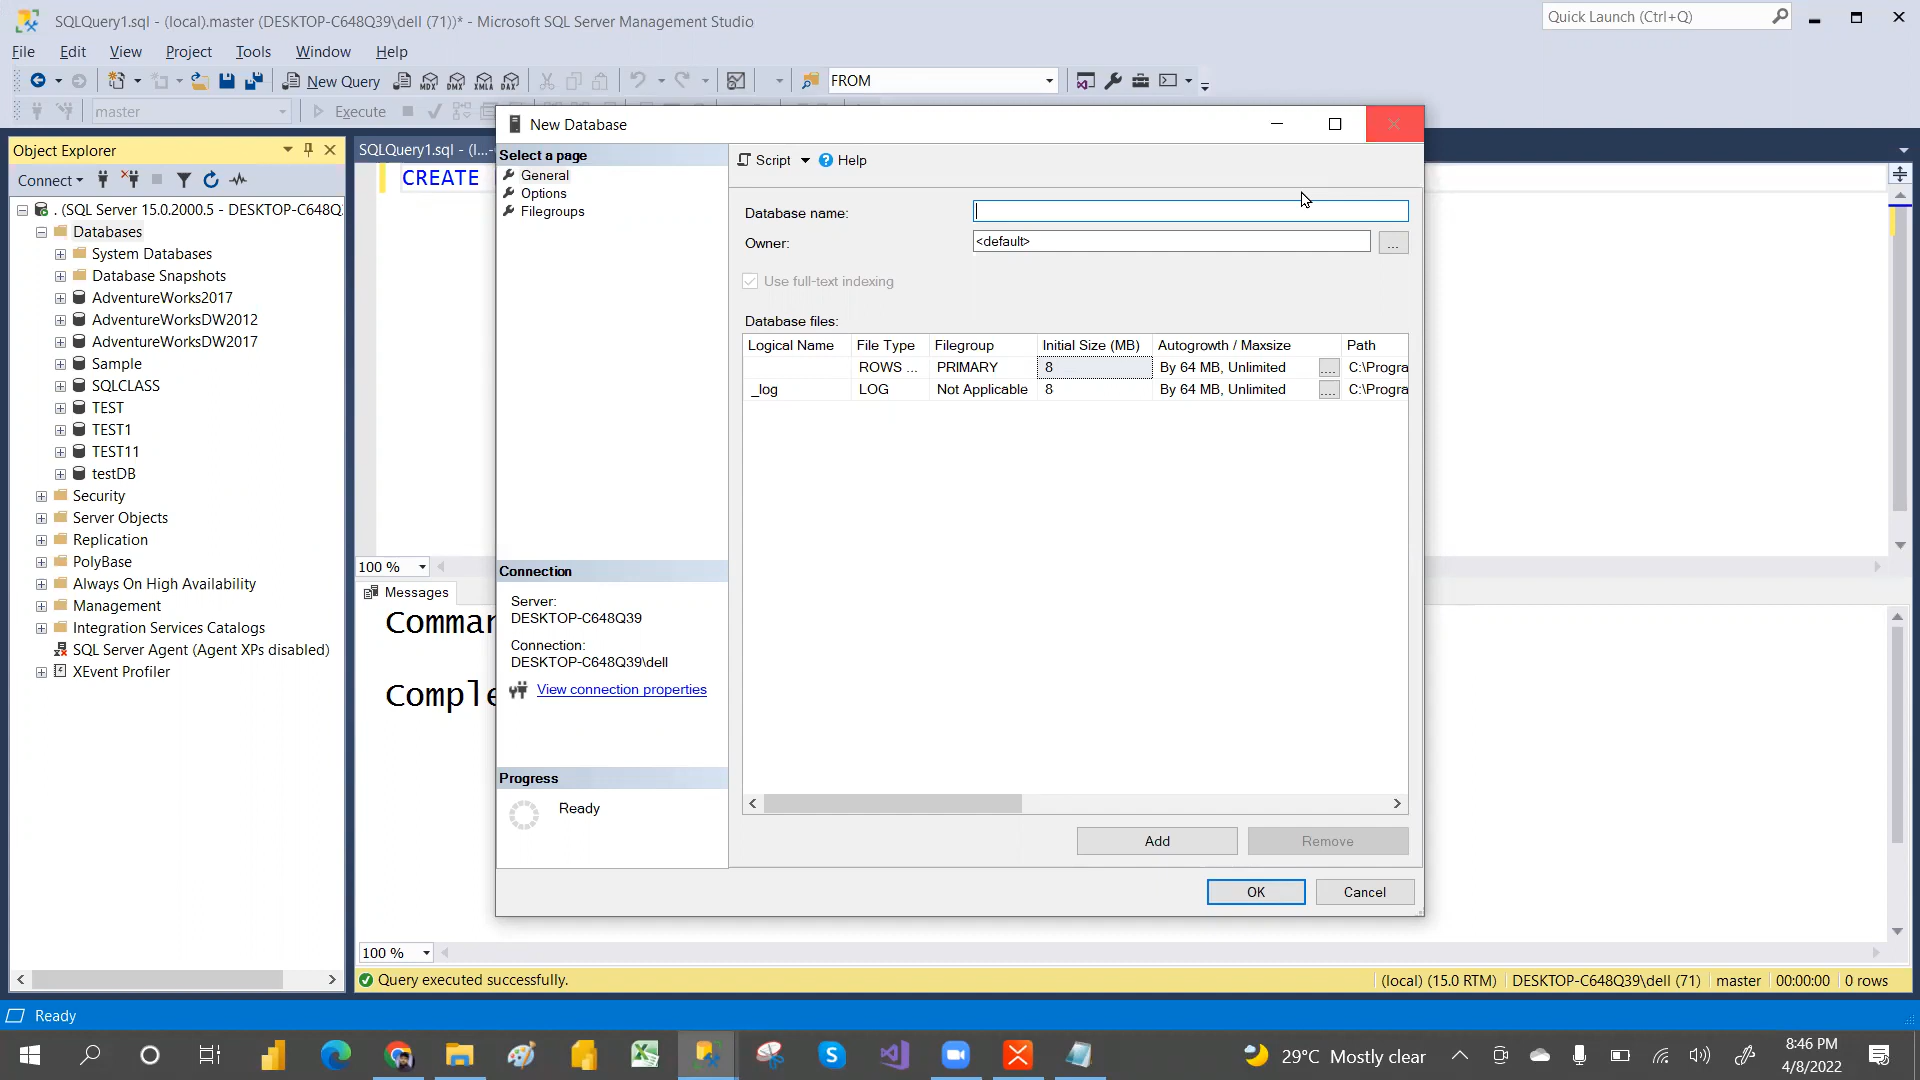 SQLQuery1.sql - (local).master (DESKTOP-C648Q39\dell (71))* - Microsoft SQL Server Management Studio
Quick Launch (Ctrl+Q)
File Edit View Project Tools Window Help
New Query
MDX DMX XMLA DAX
FROM
master
Execute
Object Explorer
Connect
. (SQL Server 15.0.2000.5 - DESKTOP-C648Q
Databases
System Databases
Database Snapshots
AdventureWorks2017
AdventureWorksDW2012
AdventureWorksDW2017
Sample
SQLCLASS
TEST
TEST1
TEST11
testDB
Security
Server Objects
Replication
PolyBase
Always On High Availability
Management
Integration Services Catalogs
SQL Server Agent (Agent XPs disabled)
XEvent Profiler
SQLQuery1.sql - (l...
CREATE
100 %
Messages
Comman
Comple
100 %
New Database
Select a page
General
Options
Filegroups
Connection
Server:
DESKTOP-C648Q39
Connection:
DESKTOP-C648Q39\dell
View connection properties
Progress
Ready
Script Help
Database name:
Owner: <default> ...
Use full-text indexing
Database files:
Logical Name File Type Filegroup Initial Size (MB) Autogrowth / Maxsize Path
ROWS ... PRIMARY 8 By 64 MB, Unlimited .... C:\Progra
_log LOG Not Applicable 8 By 64 MB, Unlimited .... C:\Progra
Add Remove
OK Cancel
Query executed successfully. (local) (15.0 RTM) DESKTOP-C648Q39\dell (71) master 00:00:00 0 rows
Ready
29°C Mostly clear
8:46 PM
4/8/2022